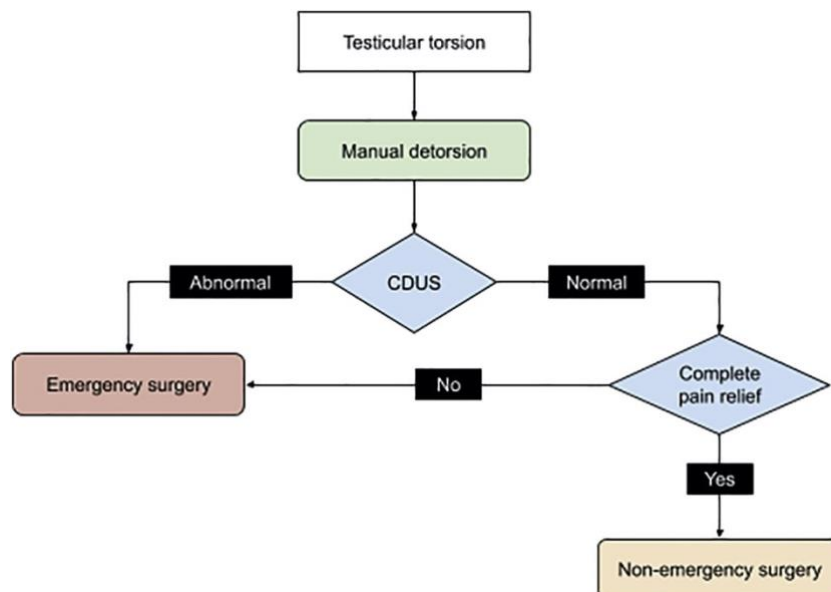 Testicular torsion
Manual detorsion
Abnormal
CDUS
Normal
Emergency surgery
No
Complete
pain relief
Yes
Non-emergency surgery